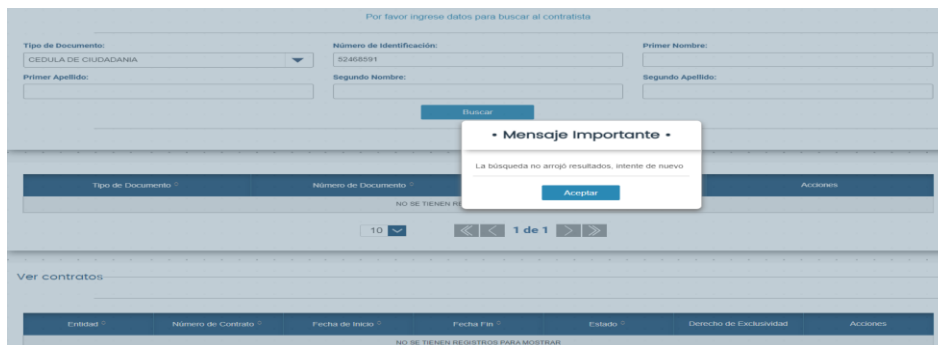 Por favor ingrese datos para buscar al contratista
Tipo de Documento: Número de Identificación: Primer Nombre:
CEDULA DE CIUDADANIA 52468591
Primer Apellido: Segundo Nombre: Segundo Apellido:
Buscar
• Mensaje Importante •
La búsqueda no arrojó resultados, intente de nuevo
Aceptar
Tipo de Documento Número de Documento Acciones
NO SE TIENEN
10 1 de 1
Ver contratos
Entidad Número de Contrato Fecha de Inicio Fecha Fin Estado Derecho de Exclusividad Acciones
NO SE TIENEN REGISTROS PARA MOSTRAR